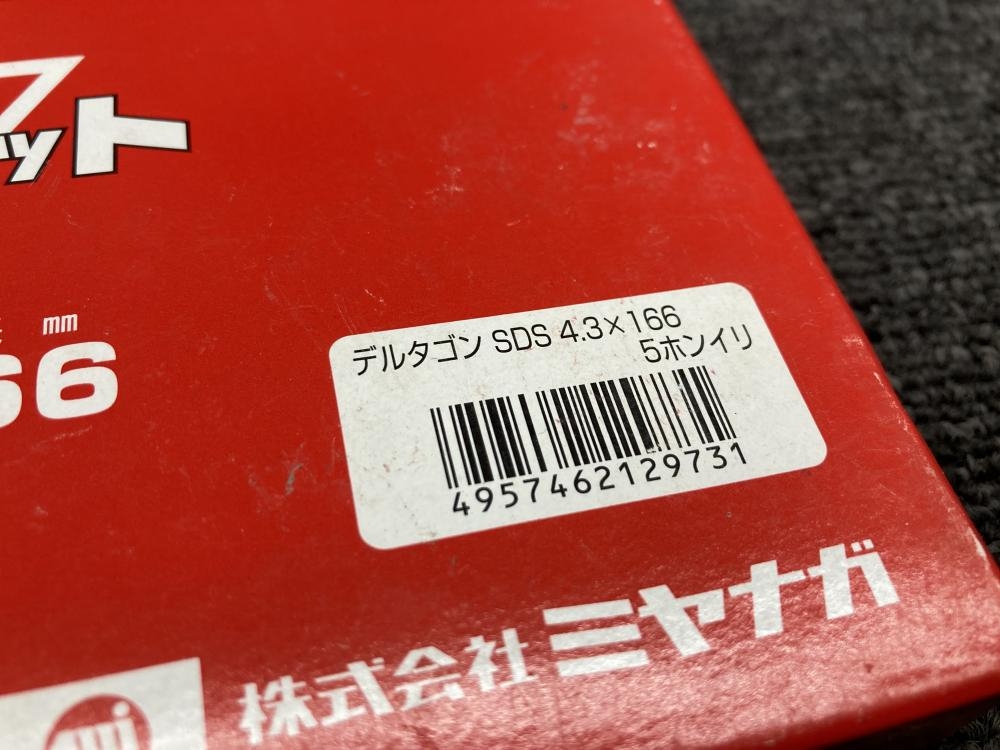 ット
mm
66
デルタゴン SDS 4.3×166
5ホンイリ
4957462129731
株式会社ミヤナガ